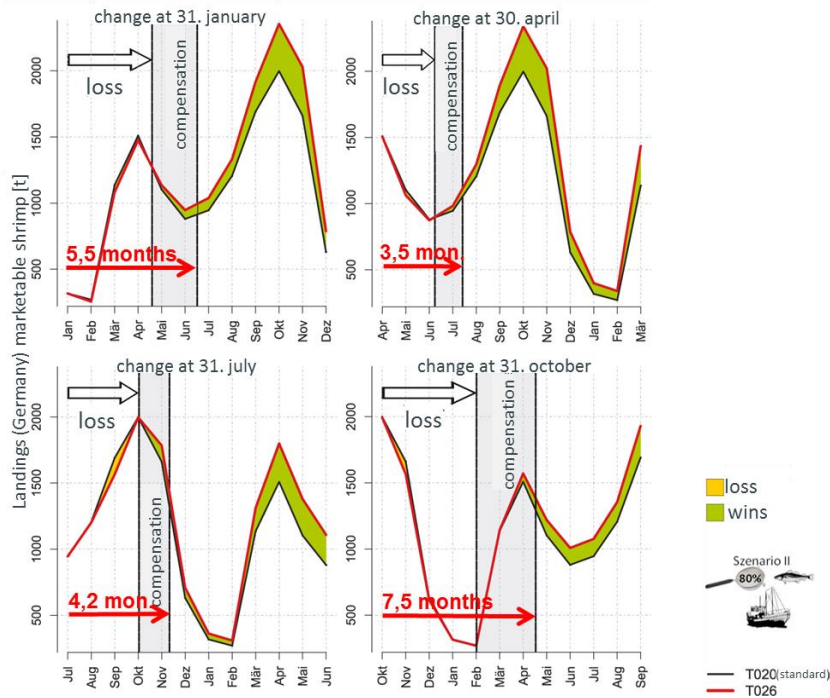 change at 31. january
loss
compensation
5,5 months
Jan Feb Mär Apr Mai Jun Jul Aug Sep Okt Nov Dez
change at 30. april
loss
compensation
3,5 mon.
Apr Mai Jun Jul Aug Sep Okt Nov Dez Jan Feb Mär
Landings (Germany) marketable shrimp [t]
500 1000 1500 2000
change at 31. july
loss
compensation
4,2 mon.
500 1000 1500 2000
Jul Aug Sep Okt Nov Dez Jan Feb Mär Apr Mai Jun
change at 31. october
loss
compensation
7,5 months
Okt Nov Dez Jan Feb Mär Apr Mai Jun Jul Aug Sep
loss
wins
Szenario II
80%
T020(standard)
T026